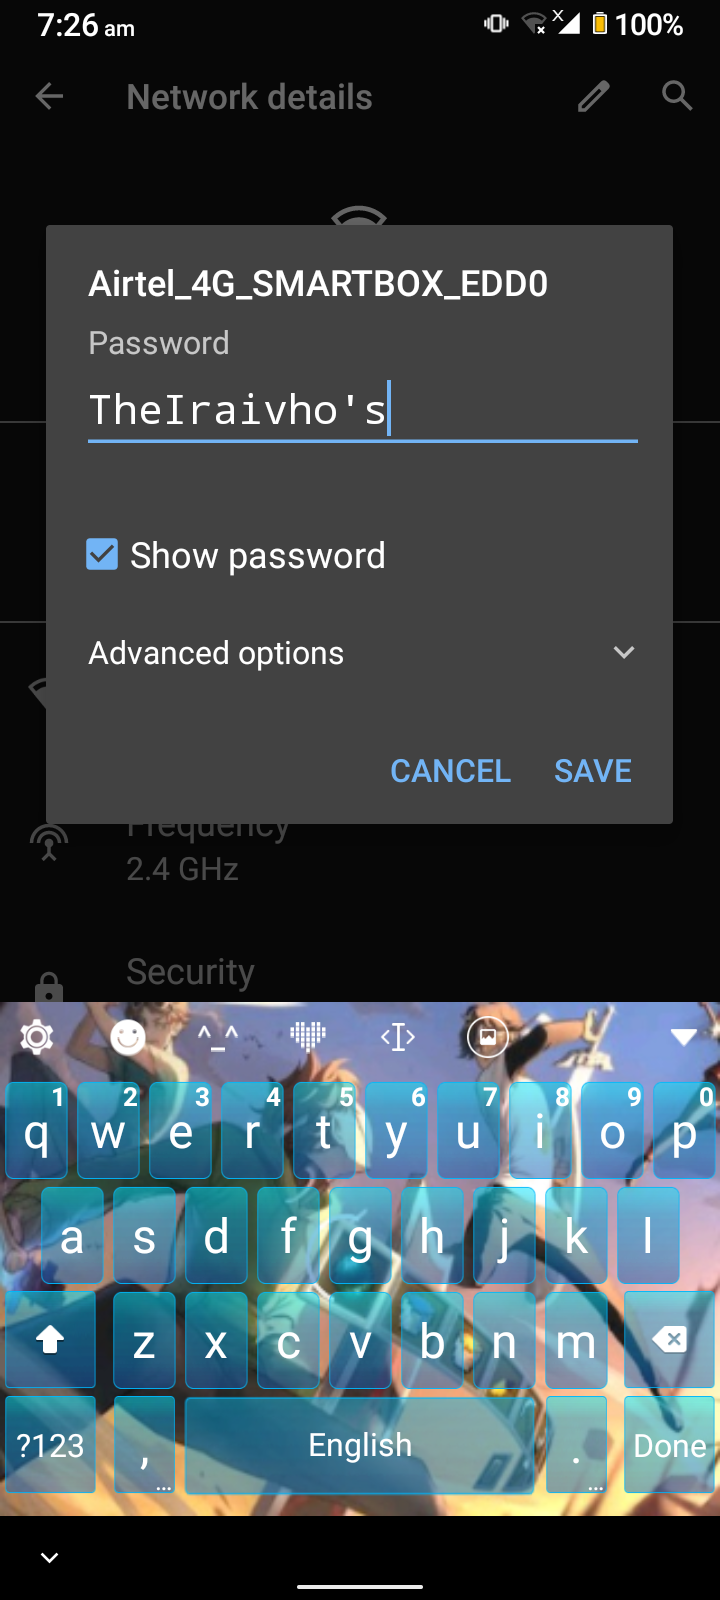 7:26 am
X
100%
Network details
Airtel_4G_SMARTBOX_EDD0
Password
TheIraivho's
Show password
Advanced options
CANCEL SAVE
Frequency
2.4 GHz
Security
^_^
1 2 3 4 5 6 7 8 9 0
q w e r t y u i o p
a s d f g h j k l
z x c v b n m
?123 , English . Done
... ...